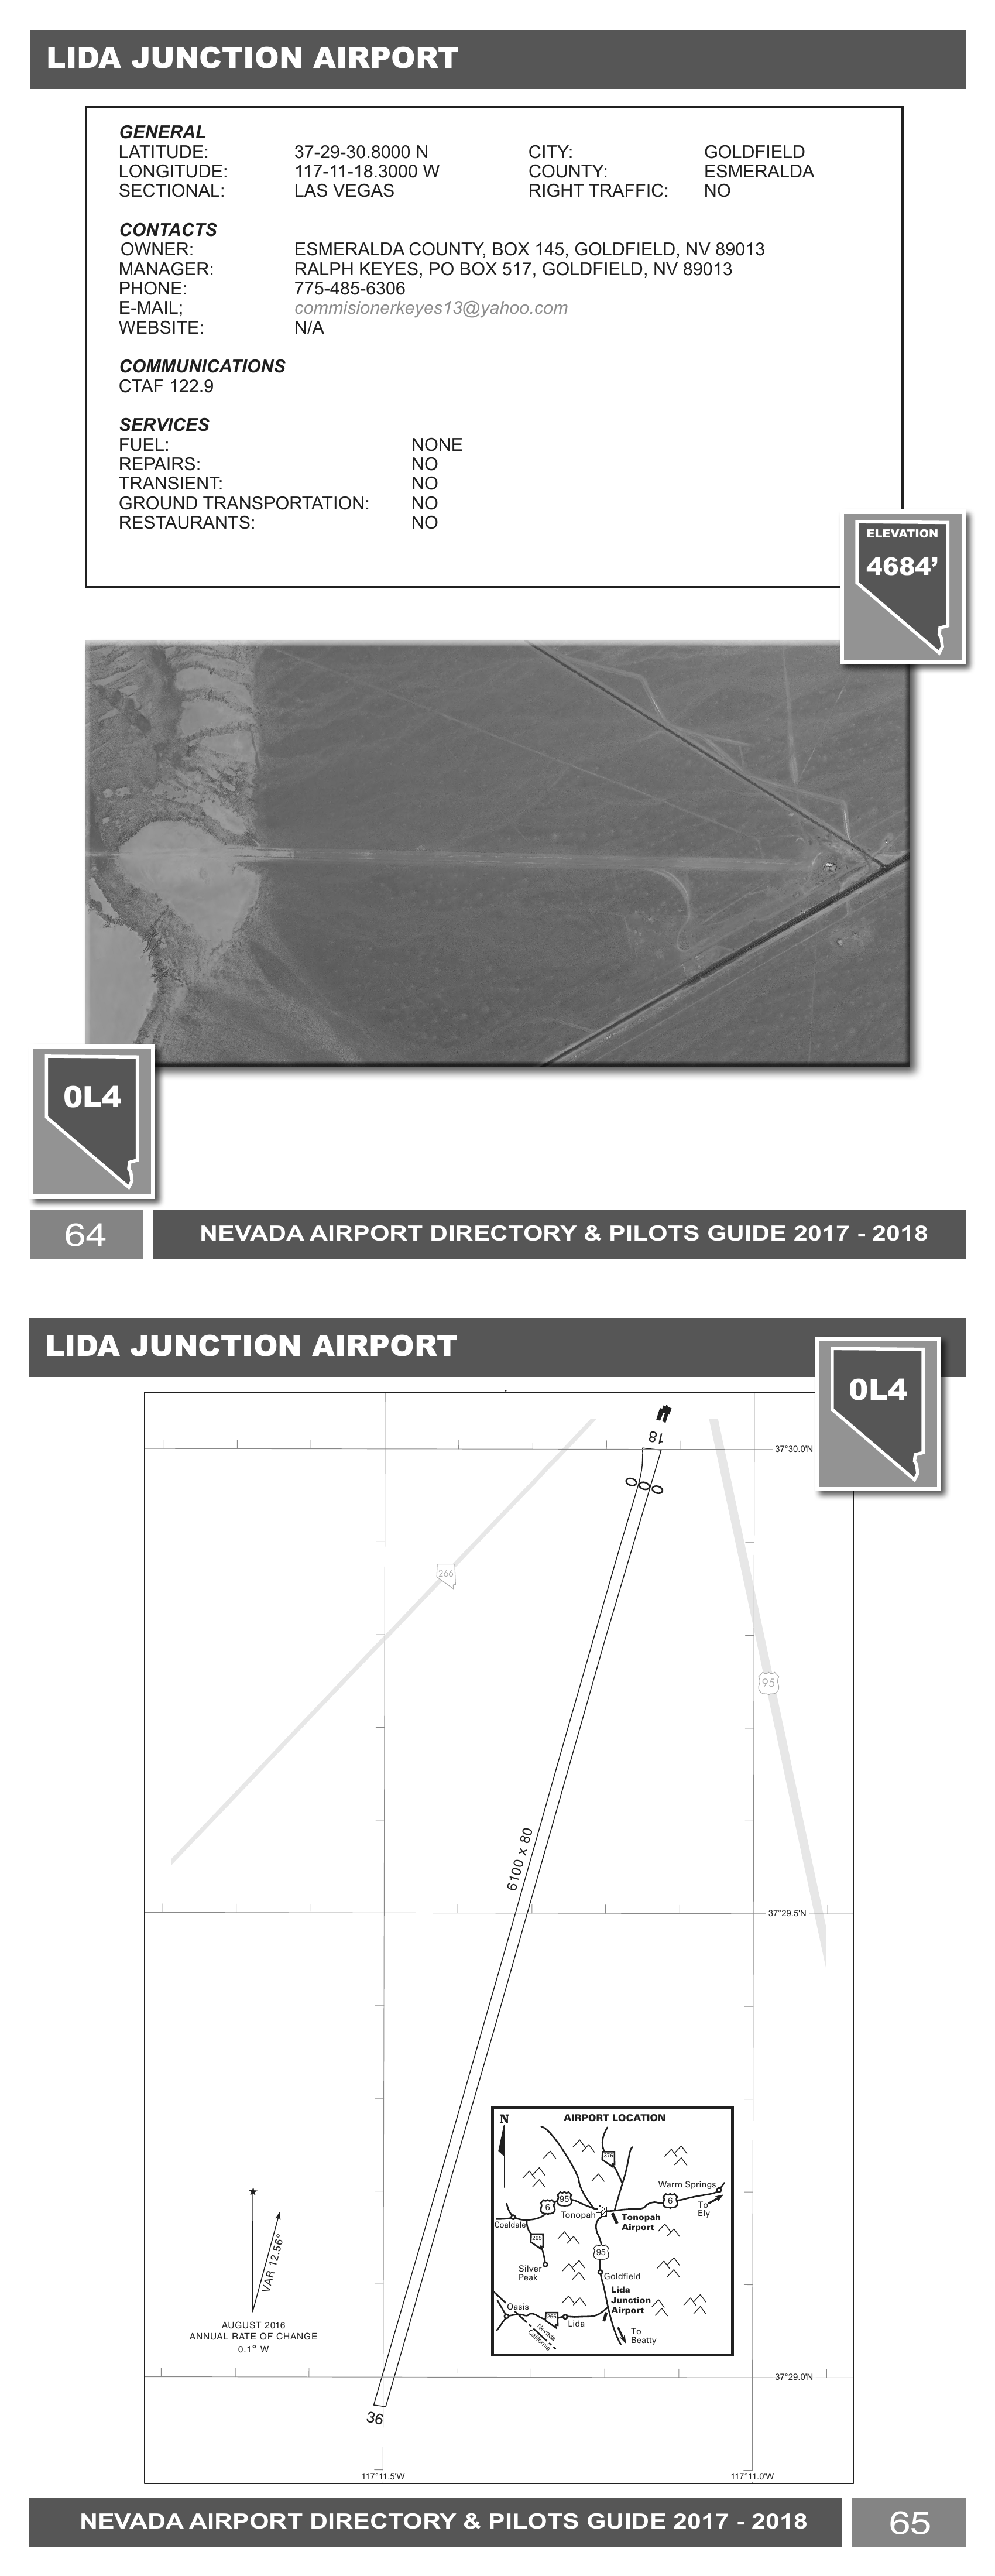 LIDA JUNCTION AIRPORT
GENERAL
LATITUDE: 37-29-30.8000 N CITY: GOLDFIELD
LONGITUDE: 117-11-18.3000 W COUNTY: ESMERALDA
SECTIONAL: LAS VEGAS RIGHT TRAFFIC: NO
CONTACTS
OWNER: ESMERALDA COUNTY, BOX 145, GOLDFIELD, NV 89013
MANAGER: RALPH KEYES, PO BOX 517, GOLDFIELD, NV 89013
PHONE: 775-485-6306
E-MAIL; commisionerkeyes13@yahoo.com
WEBSITE: N/A
COMMUNICATIONS
CTAF 122.9
SERVICES
FUEL: NONE
REPAIRS: NO
TRANSIENT: NO
GROUND TRANSPORTATION: NO
RESTAURANTS: NO
ELEVATION
4684’
0L4
64 NEVADA AIRPORT DIRECTORY & PILOTS GUIDE 2017 - 2018
LIDA JUNCTION AIRPORT
0L4
18
37°30.0'N
266
95
6100 x 80
37°29.5'N
AIRPORT LOCATION
N
376
Warm Springs
6
95
6
To
Ely
Tonopah
Tonopah
Airport
Coaldale
265
95
Silver
Peak
Goldfield
Lida
Junction
Airport
Oasis
266
Lida
Nevada
California
To
Beatty
VAR 12.56°
AUGUST 2016
ANNUAL RATE OF CHANGE
0.1° W
37°29.0'N
36
117°11.5'W
117°11.0'W
NEVADA AIRPORT DIRECTORY & PILOTS GUIDE 2017 - 2018 65